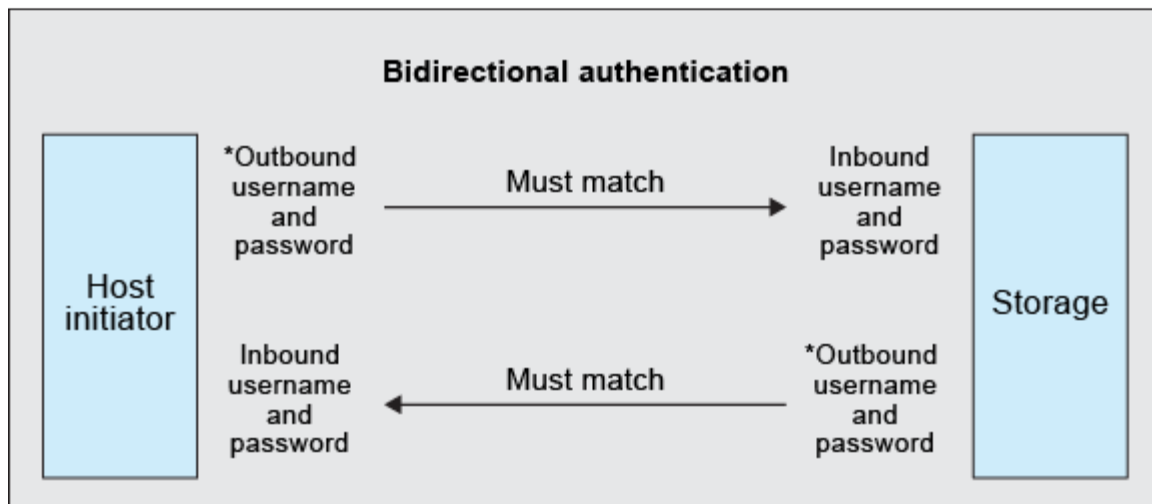 Bidirectional authentication
Host
initiator
*Outbound
username
and
password
Must match
Inbound
username
and
password
Storage
Inbound
username
and
password
Must match
*Outbound
username
and
password